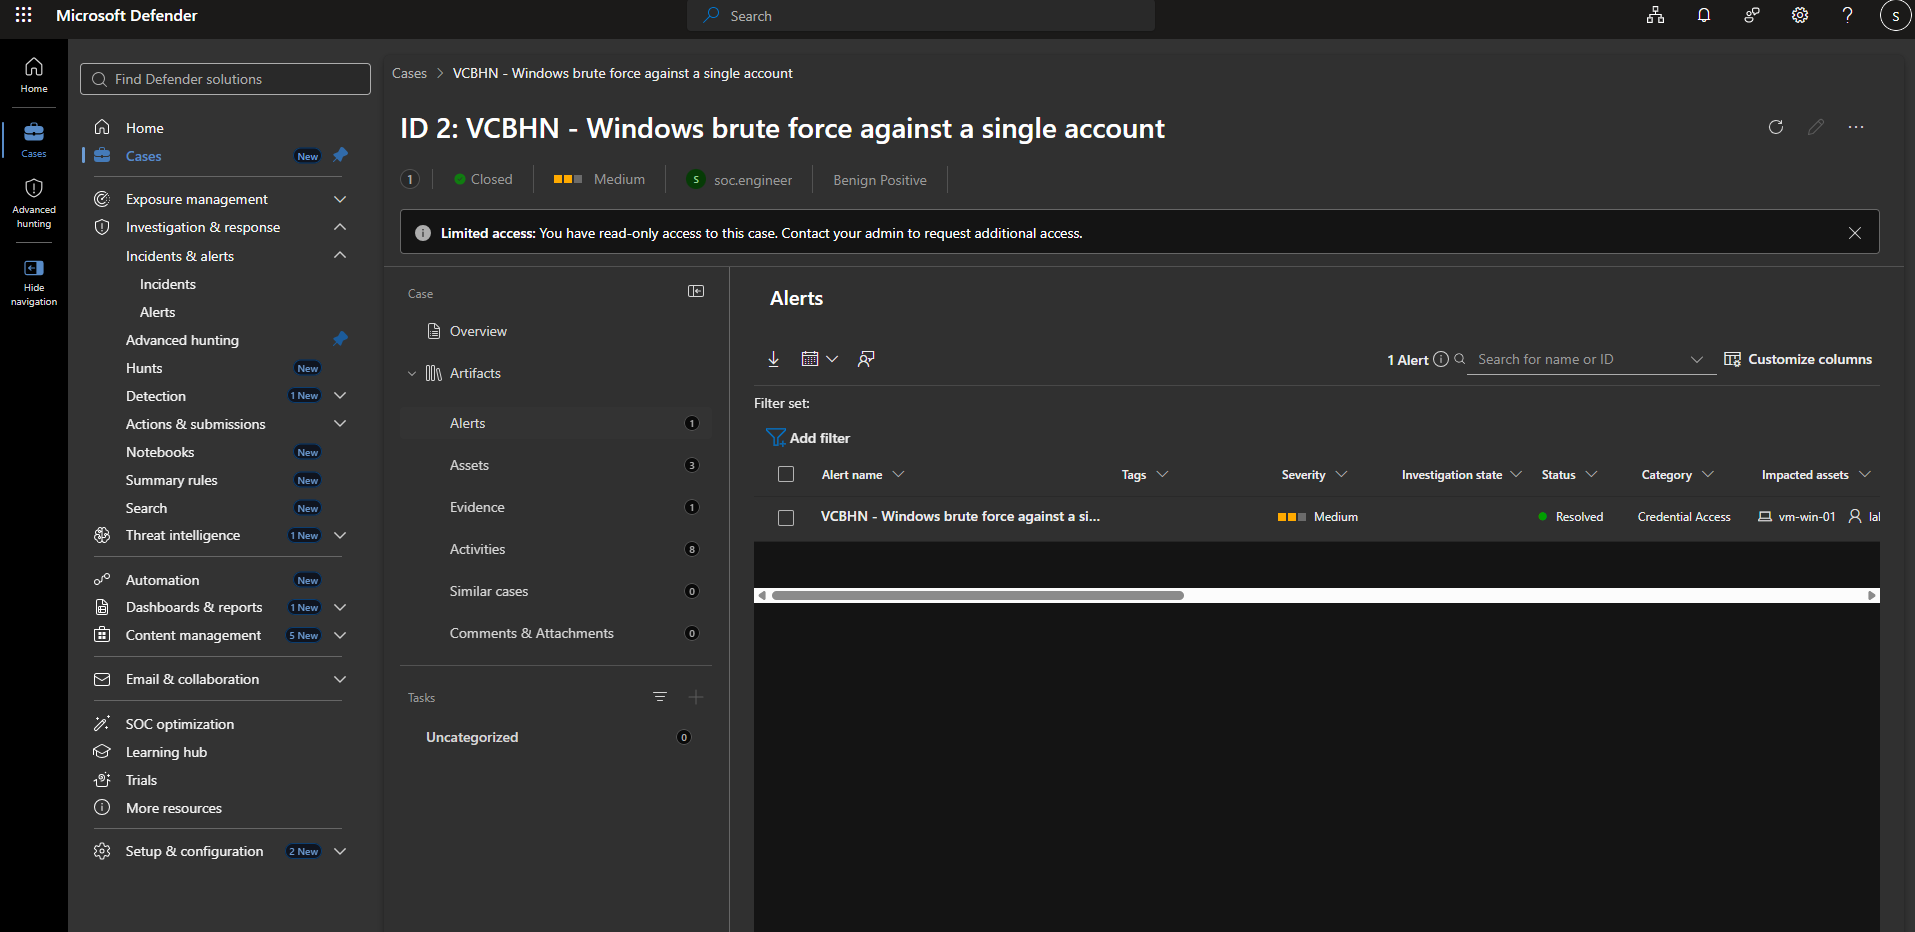 Microsoft Defender
Search
S
Home
Cases
Advanced
hunting
Hide
navigation
Find Defender solutions
Home
Cases New
Exposure management
Investigation & response
Incidents & alerts
Incidents
Alerts
Advanced hunting
Hunts New
Detection 1 New
Actions & submissions
Notebooks New
Summary rules New
Search New
Threat intelligence 1 New
Automation New
Dashboards & reports 1 New
Content management 5 New
Email & collaboration
SOC optimization
Learning hub
Trials
More resources
Setup & configuration 2 New
Cases > VCBHN - Windows brute force against a single account
ID 2: VCBHN - Windows brute force against a single account
1 Closed Medium S soc.engineer Benign Positive
Limited access: You have read-only access to this case. Contact your admin to request additional access.
Case
Overview
Artifacts
Alerts 1
Assets 3
Evidence 1
Activities 8
Similar cases 0
Comments & Attachments 0
Tasks
Uncategorized 0
Alerts
1 Alert Search for name or ID Customize columns
Filter set:
Add filter
Alert name Tags Severity Investigation state Status Category Impacted assets
VCBHN - Windows brute force against a si... Medium Resolved Credential Access vm-win-01 lal